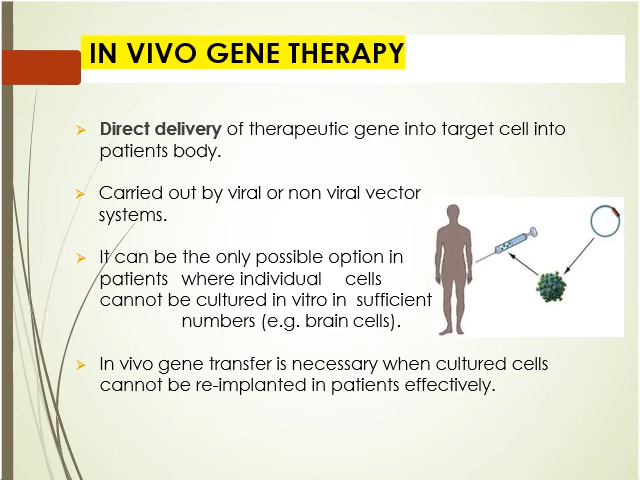 IN VIVO GENE THERAPY
Direct delivery of therapeutic gene into target cell into
patients body.
Carried out by viral or non viral vector
systems.
It can be the only possible option in
patients where individual cells
cannot be cultured in vitro in sufficient
numbers (e.g. brain cells).
In vivo gene transfer is necessary when cultured cells
cannot be re-implanted in patients effectively.